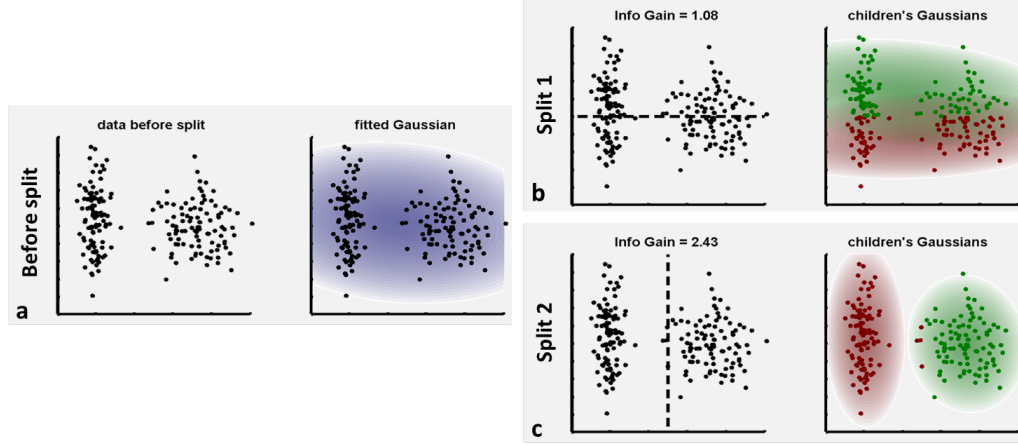 Before split
data before split
fitted Gaussian
a
Split 1
Info Gain = 1.08
children's Gaussians
b
Split 2
Info Gain = 2.43
children's Gaussians
c